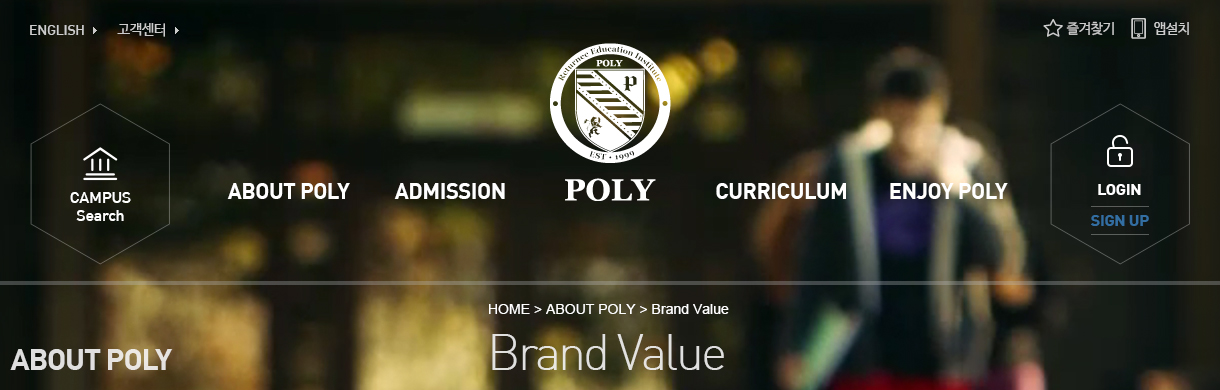 ENGLISH
고객센터
즐겨찾기
앱설치
Returnee Education Institute
POLY
P
EST • 1999
POLY
CAMPUS
Search
ABOUT POLY
ADMISSION
CURRICULUM
ENJOY POLY
LOGIN
SIGN UP
HOME > ABOUT POLY > Brand Value
Brand Value
ABOUT POLY